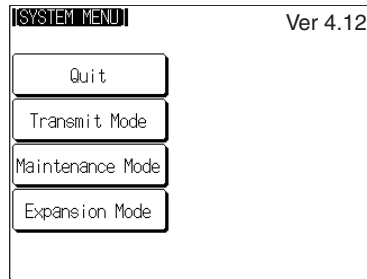 SYSTEM MENU
Ver 4.12
Quit
Transmit Mode
Maintenance Mode
Expansion Mode